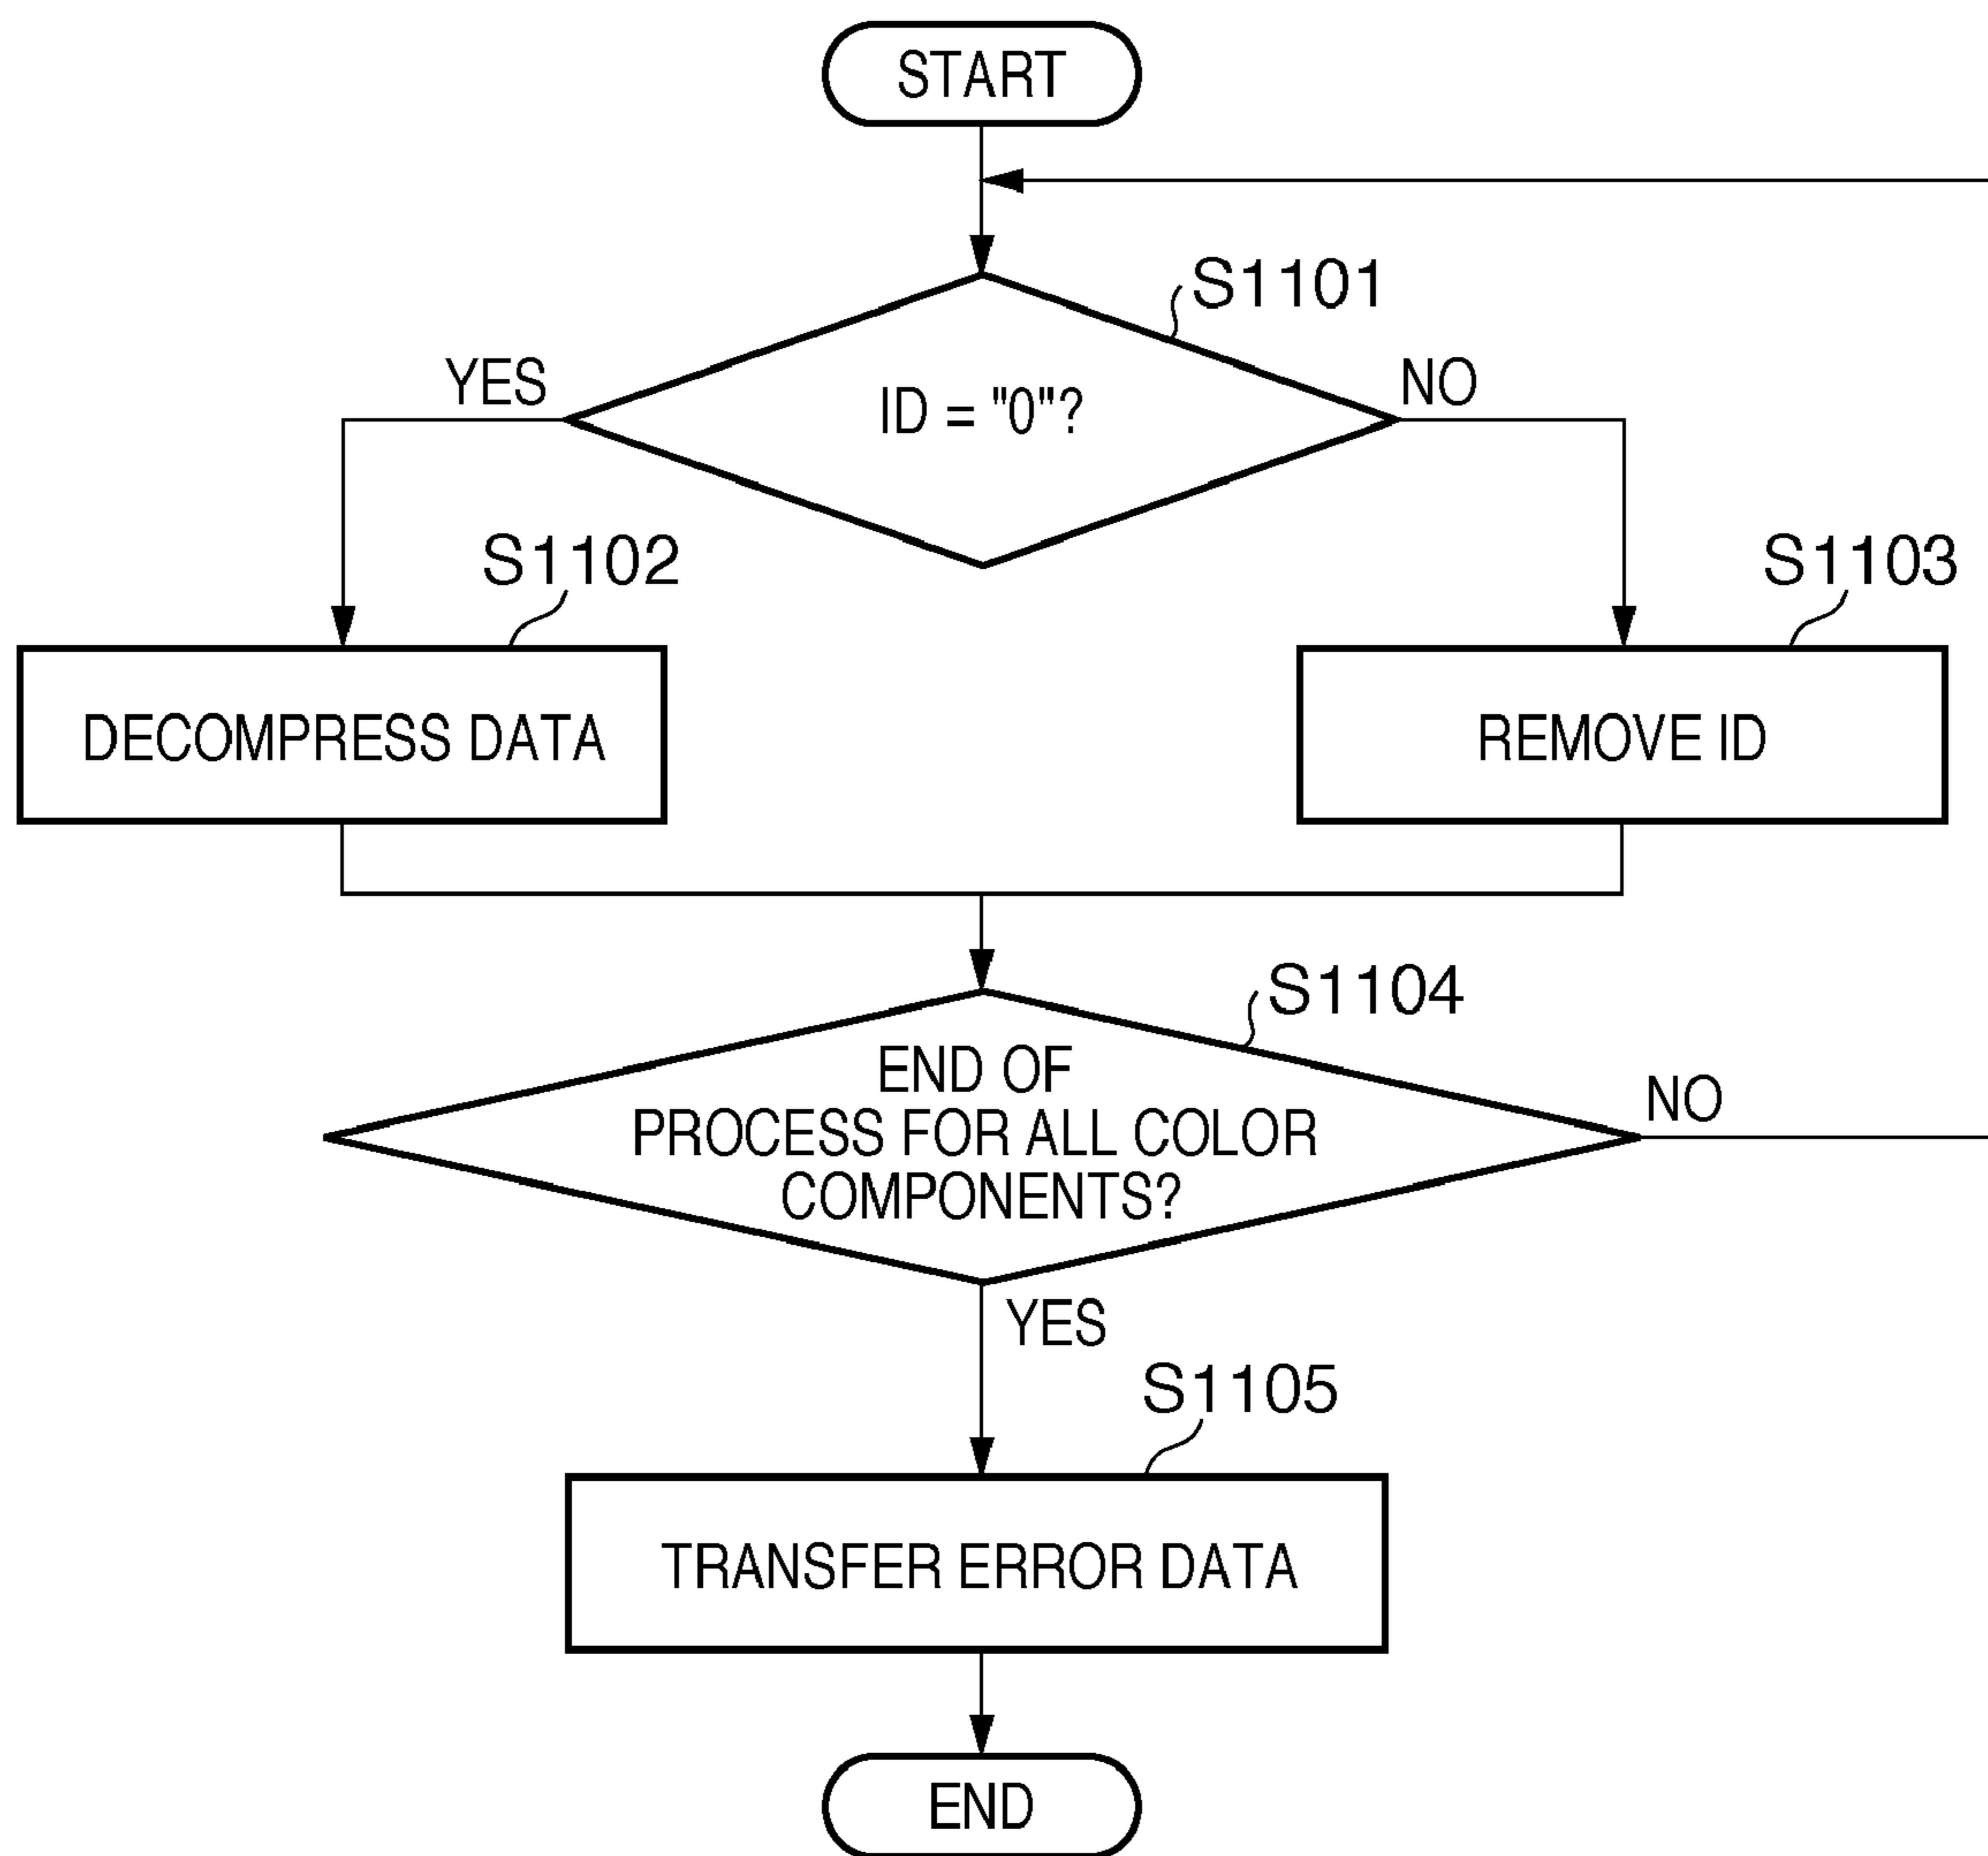 START
S1101
YES
ID = "0"?
NO
S1102
S1103
DECOMPRESS DATA
REMOVE ID
S1104
END OF
PROCESS FOR ALL COLOR
COMPONENTS?
NO
YES
S1105
TRANSFER ERROR DATA
END